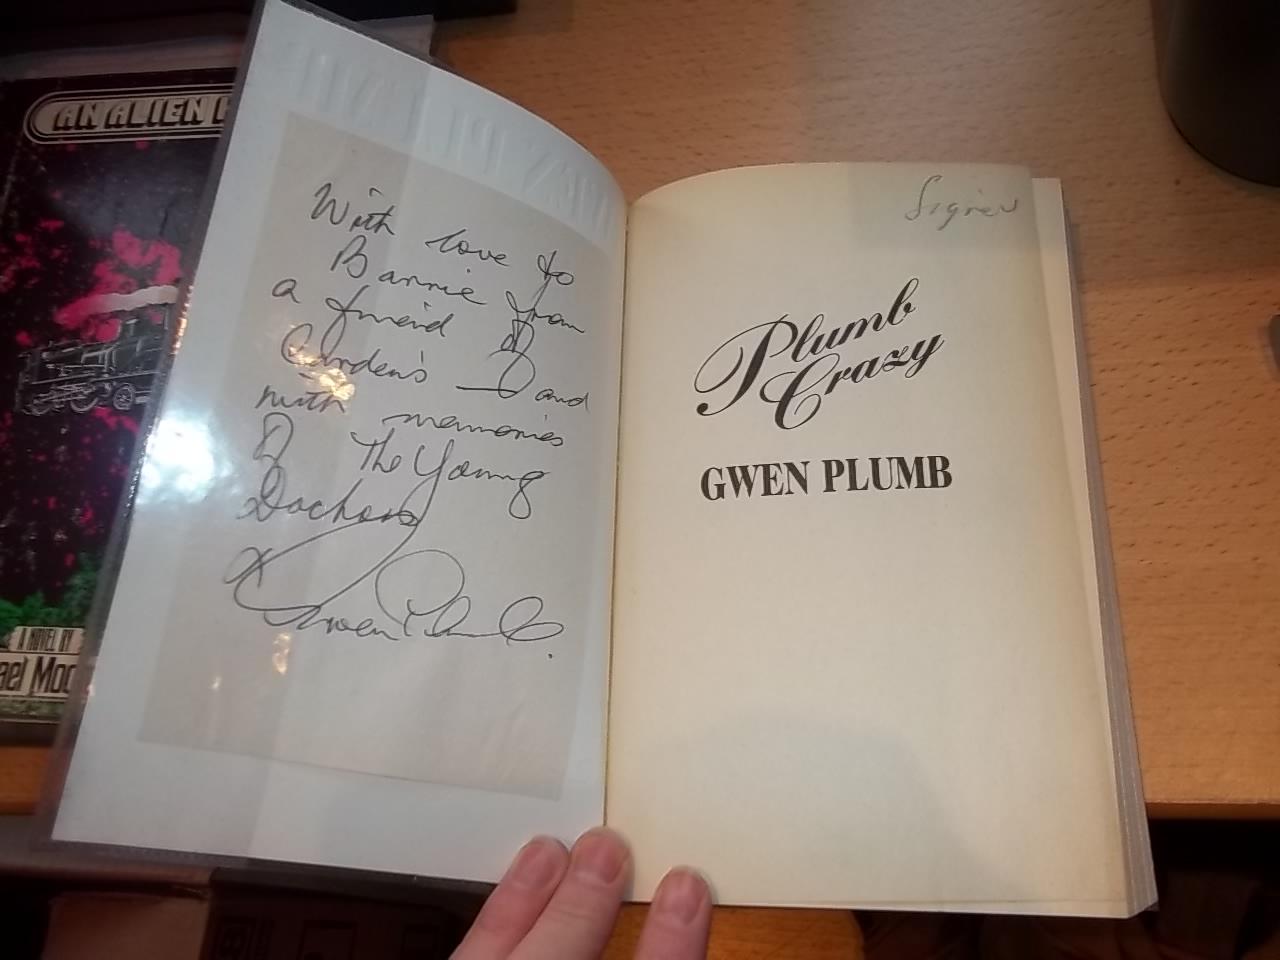 AN ALIEN H
A NOVEL BY
ael Moo
With love to
Barrie from
a friend of
Carden's and
with memories
of The Young
Doctors
x Gwen Plumb.
Signed
Plumb
Crazy
GWEN PLUMB